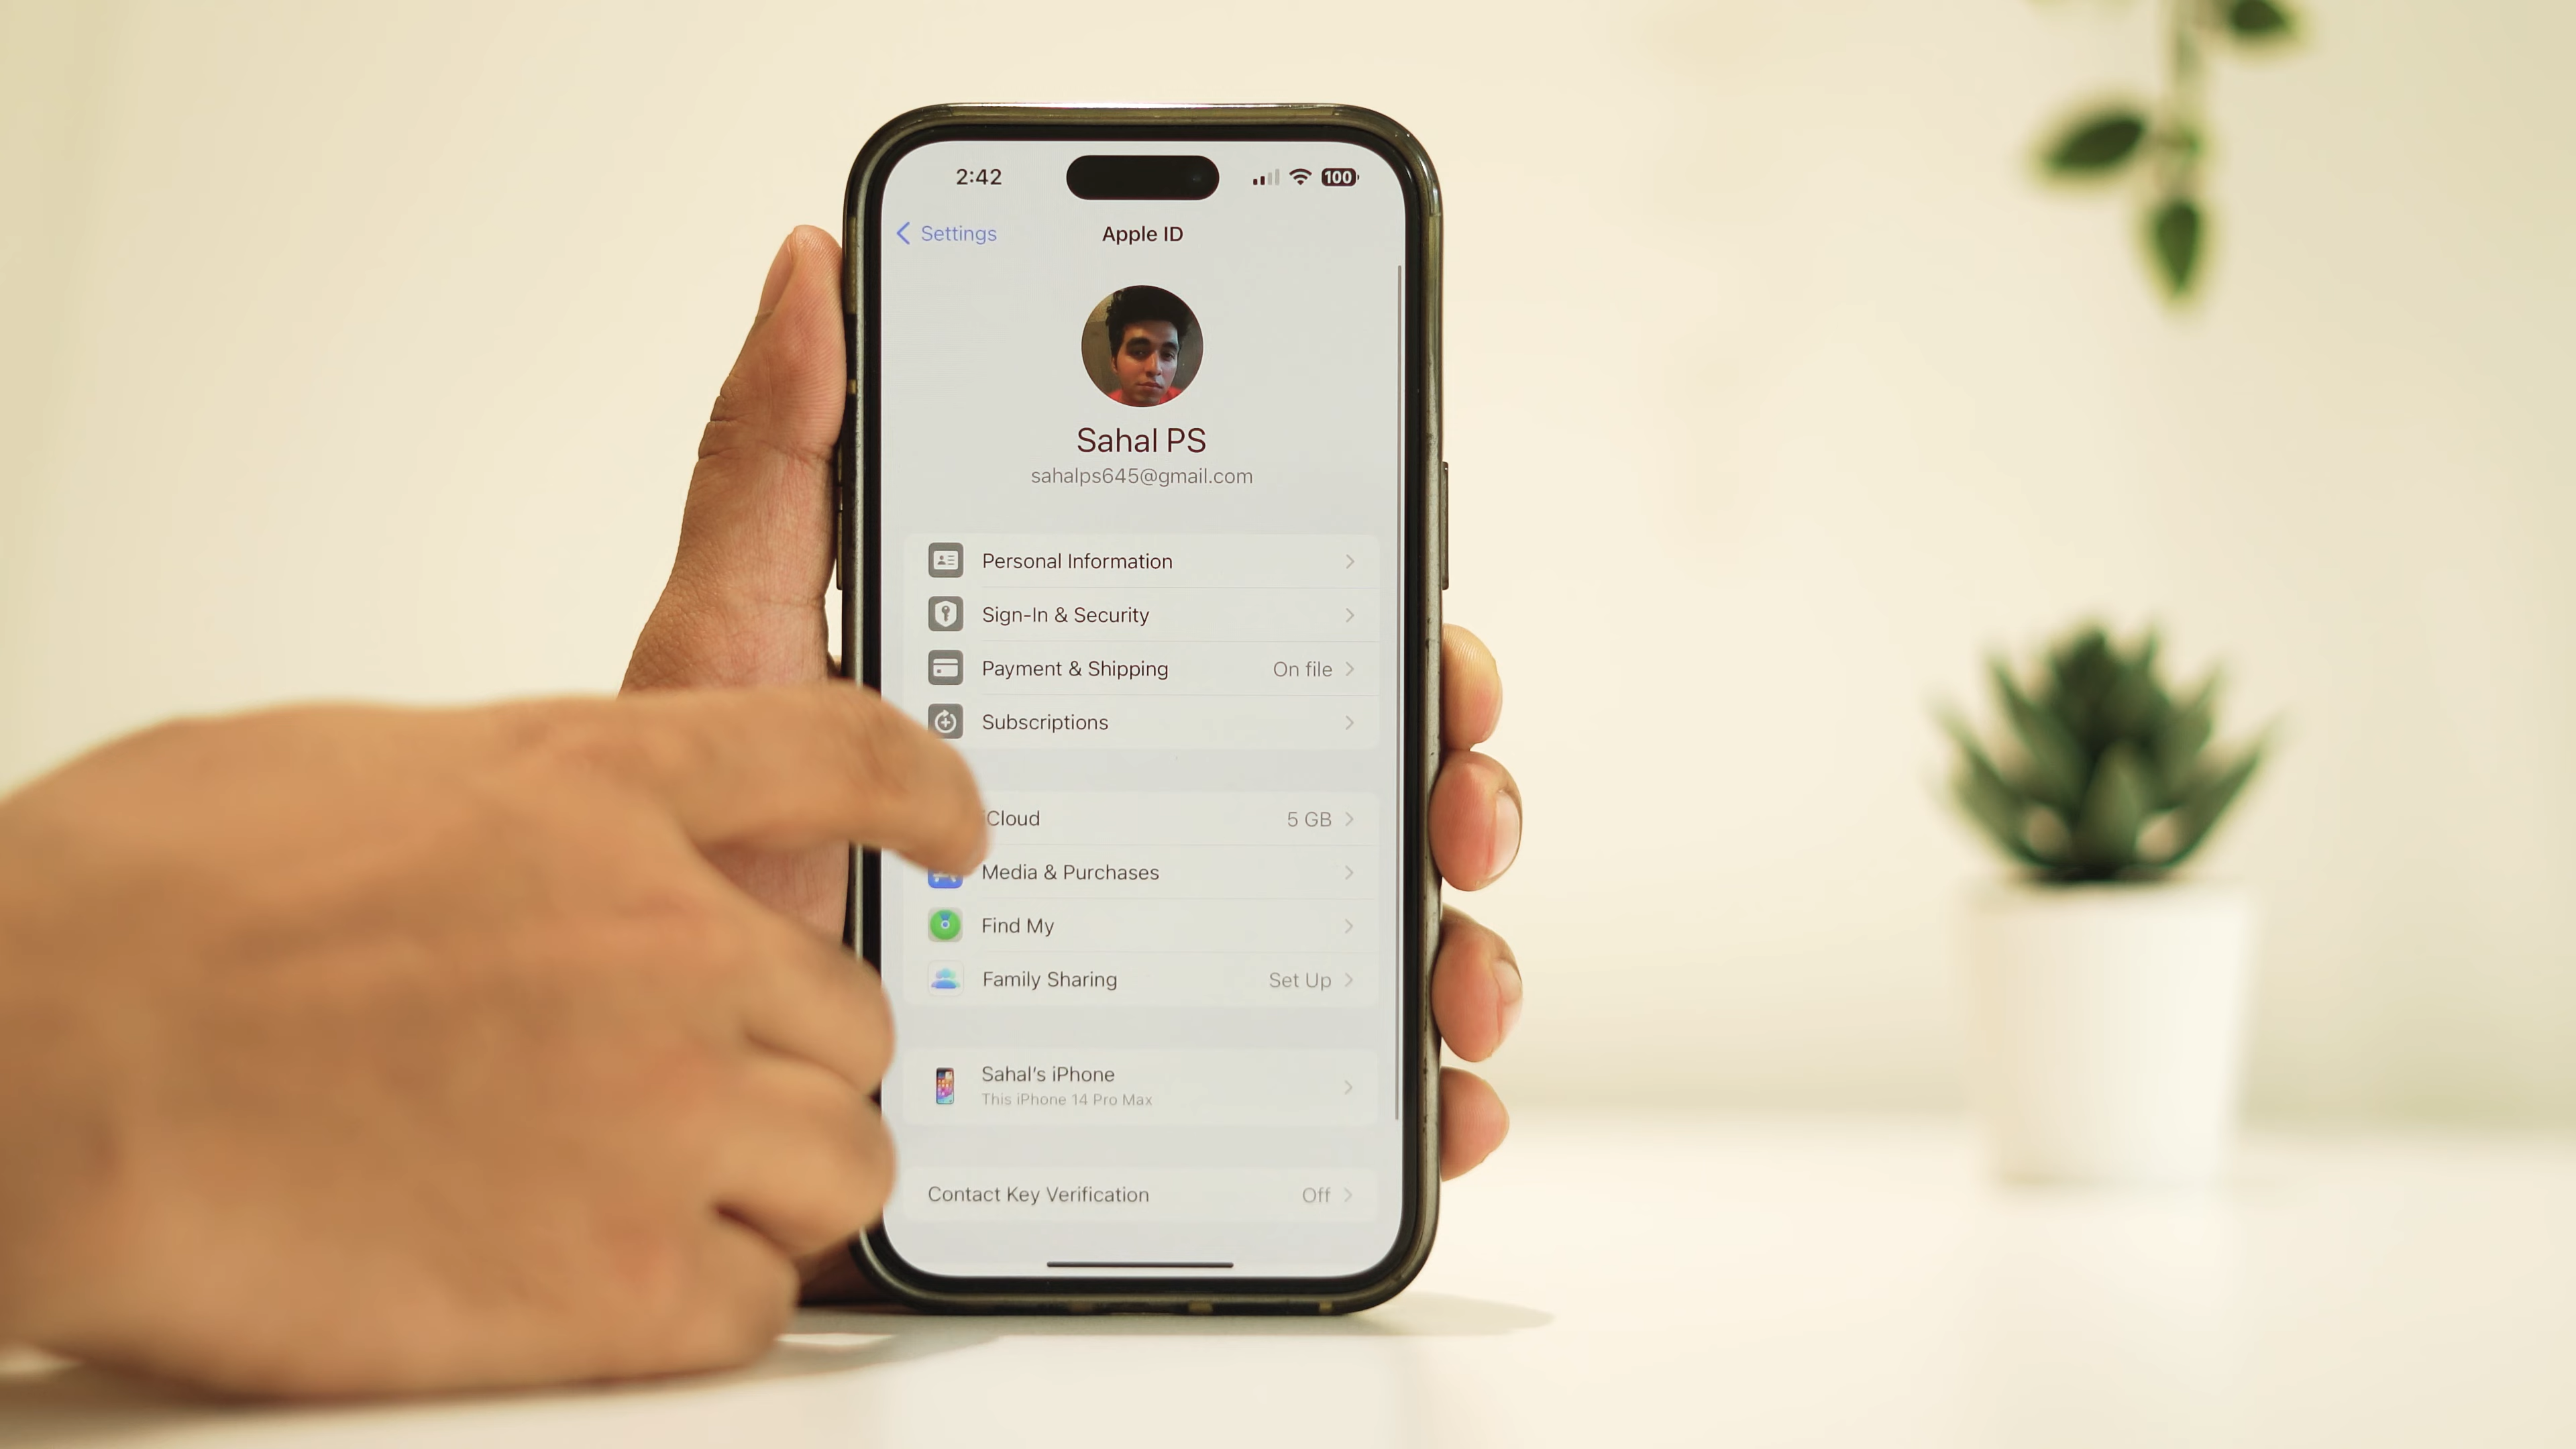 2:42
100
Settings
Apple ID
Sahal PS
sahalps645@gmail.com
Personal Information
Sign-In & Security
Payment & Shipping On file
Subscriptions
iCloud 5 GB
Media & Purchases
Find My
Family Sharing Set Up
Sahal's iPhone
This iPhone 14 Pro Max
Contact Key Verification Off